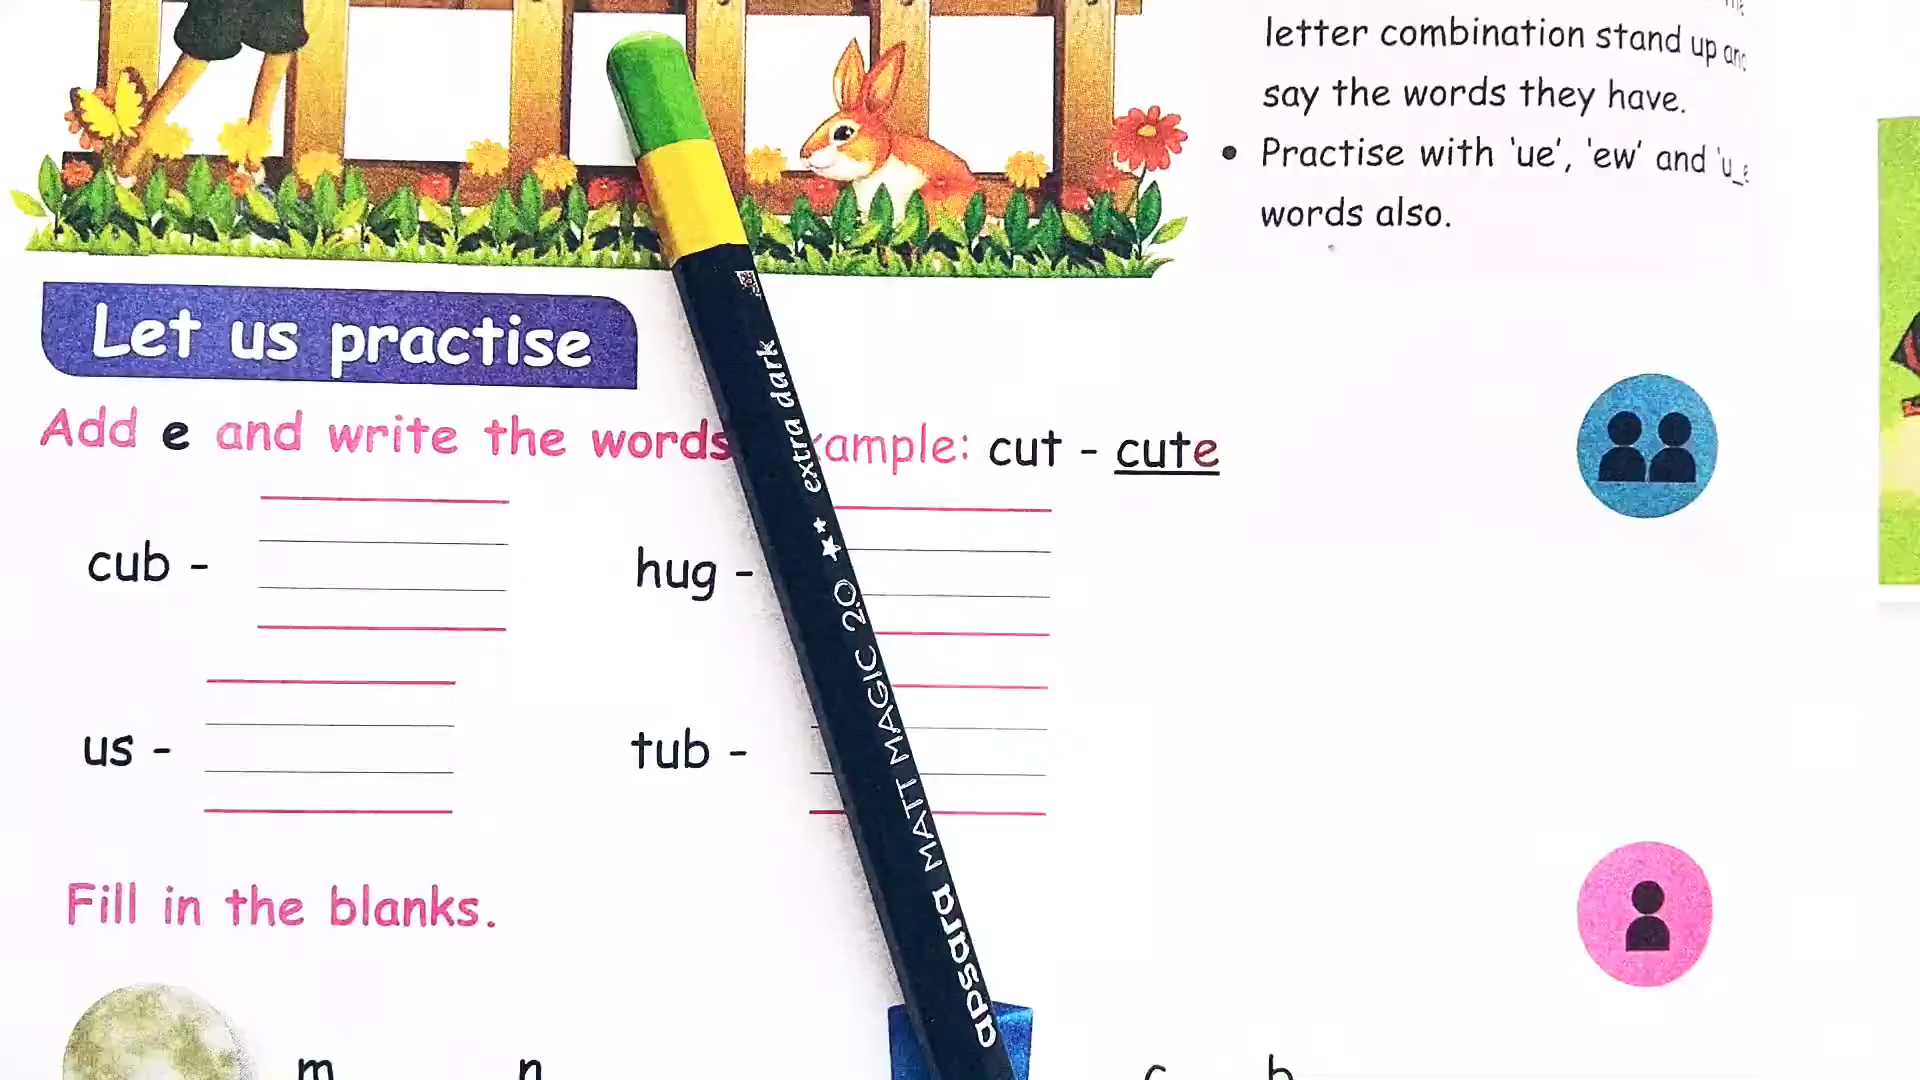 letter combination stand up and
say the words they have.
• Practise with 'ue', 'ew' and 'u_e
words also.
Let us practise
Add e and write the words
ample: cut - cute
cub -
hug -
us -
tub -
Fill in the blanks.
m n
c b
extra dark
apsara MATT MAGIC 2.0